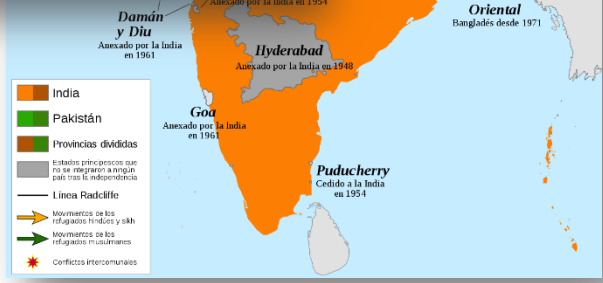 Anexado por la India en 1954
Damán
y Diu
Anexado por la India
en 1961
Oriental
Bangladés desde 1971
Hyderabad
Anexado por la India en 1948
Goa
Anexado por la India
en 1961
Puducherry
Cedido a la India
en 1954
India
Pakistán
Provincias divididas
Estados principescos que
no se integraron a ningún
país tras la independencia
Línea Radcliffe
Movimientos de los
refugiados hindúes y sikh
Movimientos de los
refugiados musulmanes
Conflictos intercomunales